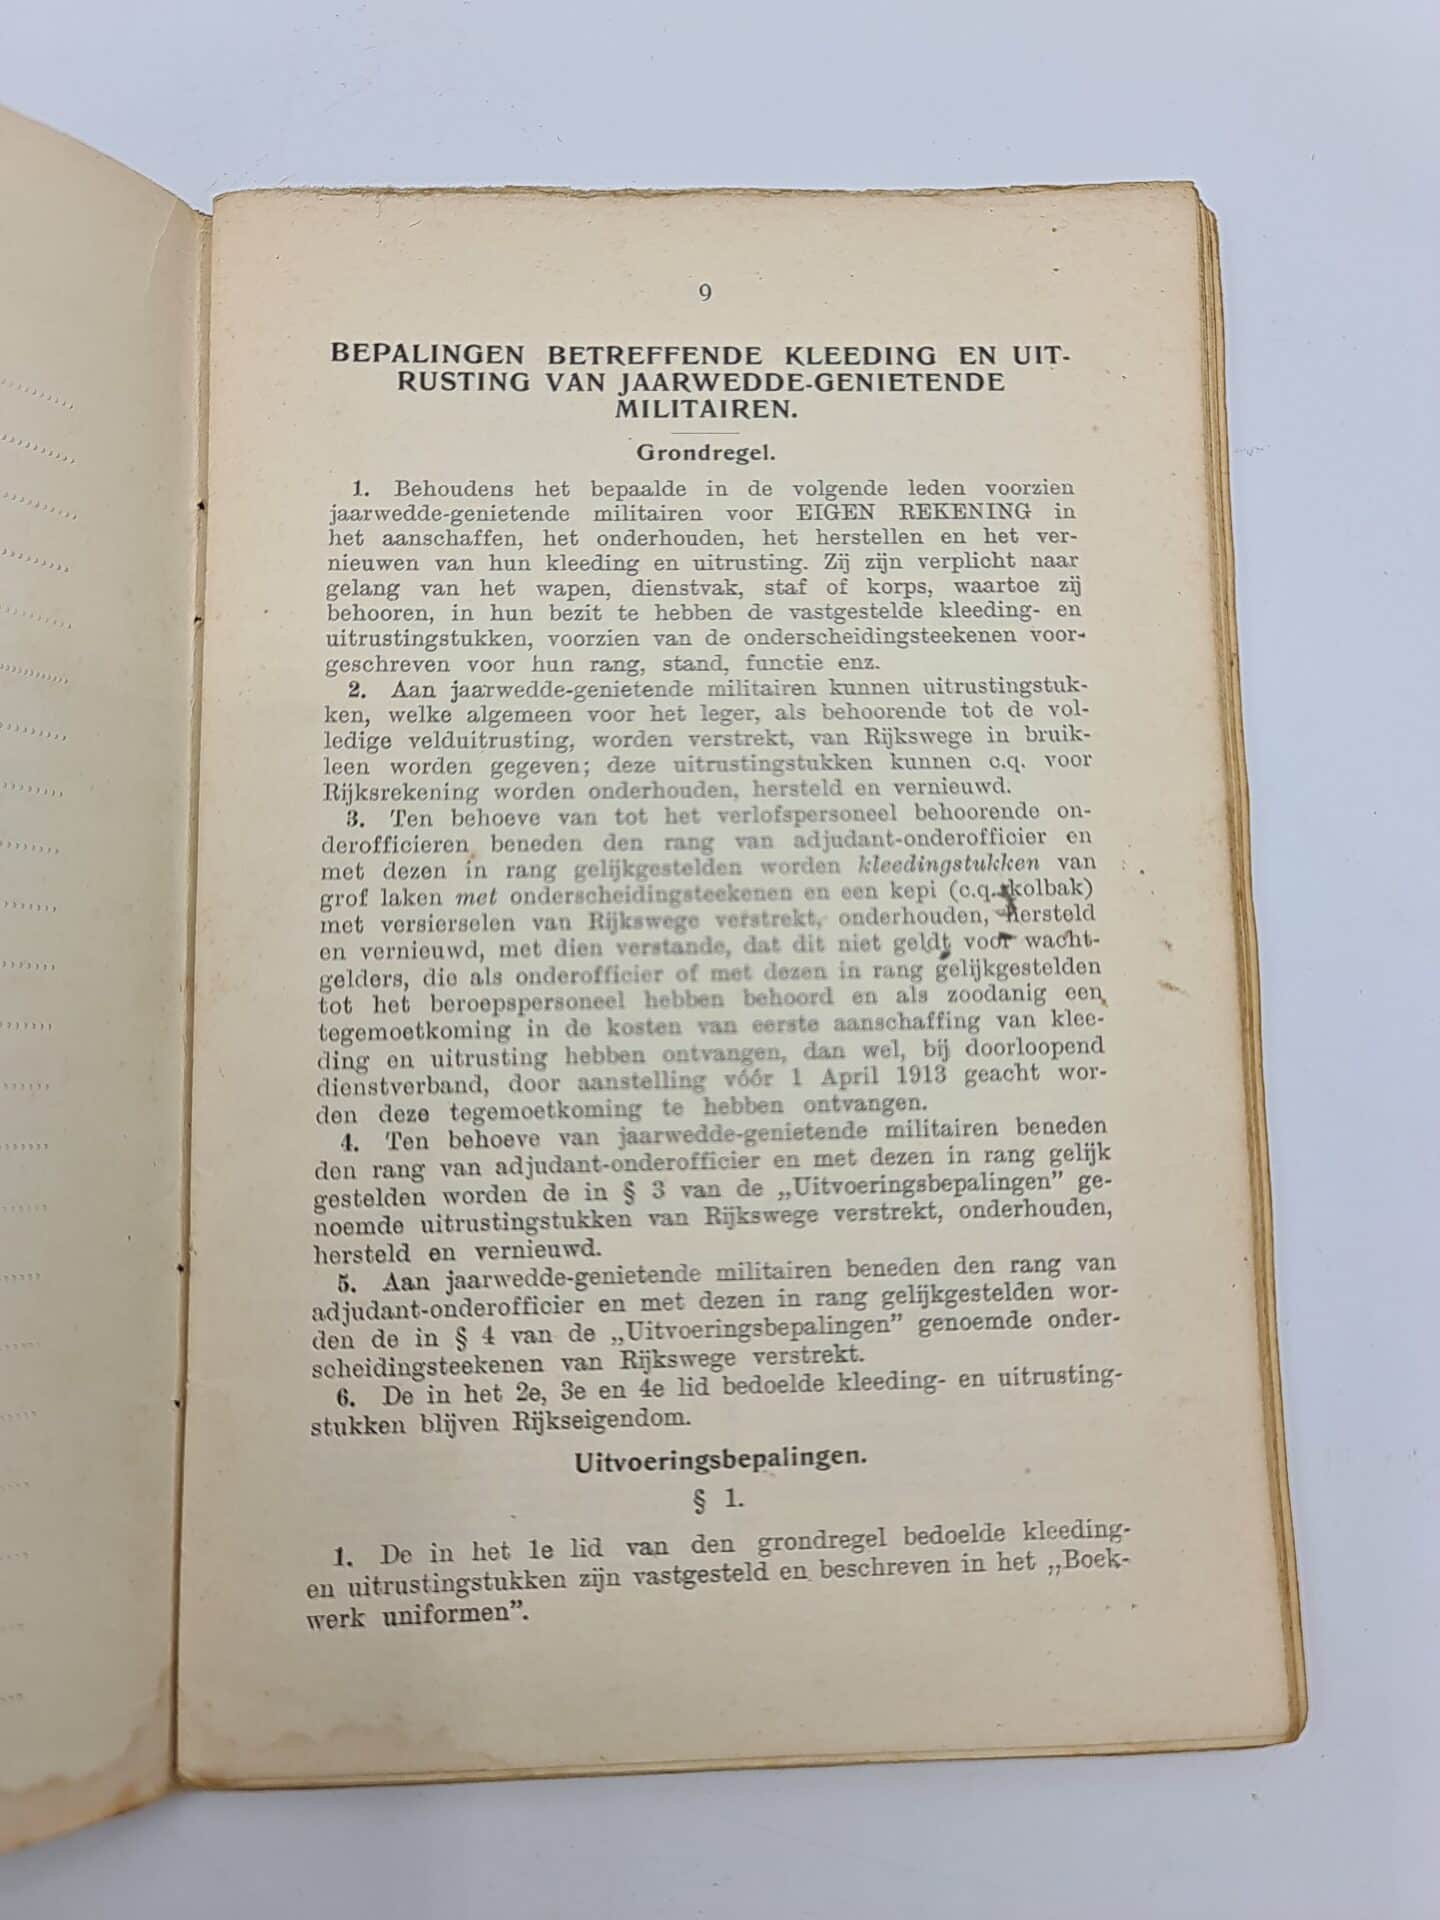 9
BEPALINGEN BETREFFENDE KLEEDING EN UIT-
RUSTING VAN JAARWEDDE-GENIETENDE
MILITAIREN.
Grondregel.
1. Behoudens het bepaalde in de volgende leden voorzien
jaarwedde-genietende militairen voor EIGEN REKENING in
het aanschaffen, het onderhouden, het herstellen en het ver-
nieuwen van hun kleeding en uitrusting. Zij zijn verplicht naar
gelang van het wapen, dienstvak, staf of korps, waartoe zij
behooren, in hun bezit te hebben de vastgestelde kleeding- en
uitrustingstukken, voorzien van de onderscheidingsteekenen voor-
geschreven voor hun rang, stand, functie enz.
2. Aan jaarwedde-genietende militairen kunnen uitrustingstuk-
ken, welke algemeen voor het leger, als behoorende tot de vol-
ledige velduitrusting, worden verstrekt, van Rijkswege in bruik-
leen worden gegeven; deze uitrustingstukken kunnen c.q. voor
Rijksrekening worden onderhouden, hersteld en vernieuwd.
3. Ten behoeve van tot het verlofspersoneel behoorende on-
derofficieren beneden den rang van adjudant-onderofficier en
met dezen in rang gelijkgestelden worden kleedingstukken van
grof laken met onderscheidingsteekenen en een kepi (c.q. kolbak)
met versierselen van Rijkswege verstrekt, onderhouden, hersteld
en vernieuwd, met dien verstande, dat dit niet geldt voor wacht-
gelders, die als onderofficier of met dezen in rang gelijkgestelden
tot het beroepspersoneel hebben behoord en als zoodanig een
tegemoetkoming in de kosten van eerste aanschaffing van klee-
ding en uitrusting hebben ontvangen, dan wel, bij doorloopend
dienstverband, door aanstelling vóór 1 April 1913 geacht wor-
den deze tegemoetkoming te hebben ontvangen.
4. Ten behoeve van jaarwedde-genietende militairen beneden
den rang van adjudant-onderofficier en met dezen in rang gelijk
gestelden worden de in § 3 van de „Uitvoeringsbepalingen” ge-
noemde uitrustingstukken van Rijkswege verstrekt, onderhouden,
hersteld en vernieuwd.
5. Aan jaarwedde-genietende militairen beneden den rang van
adjudant-onderofficier en met dezen in rang gelijkgestelden wor-
den de in § 4 van de „Uitvoeringsbepalingen” genoemde onder-
scheidingsteekenen van Rijkswege verstrekt.
6. De in het 2e, 3e en 4e lid bedoelde kleeding- en uitrusting-
stukken blijven Rijkseigendom.
Uitvoeringsbepalingen.
§ 1.
1. De in het 1e lid van den grondregel bedoelde kleeding-
en uitrustingstukken zijn vastgesteld en beschreven in het „Boek-
werk uniformen”.